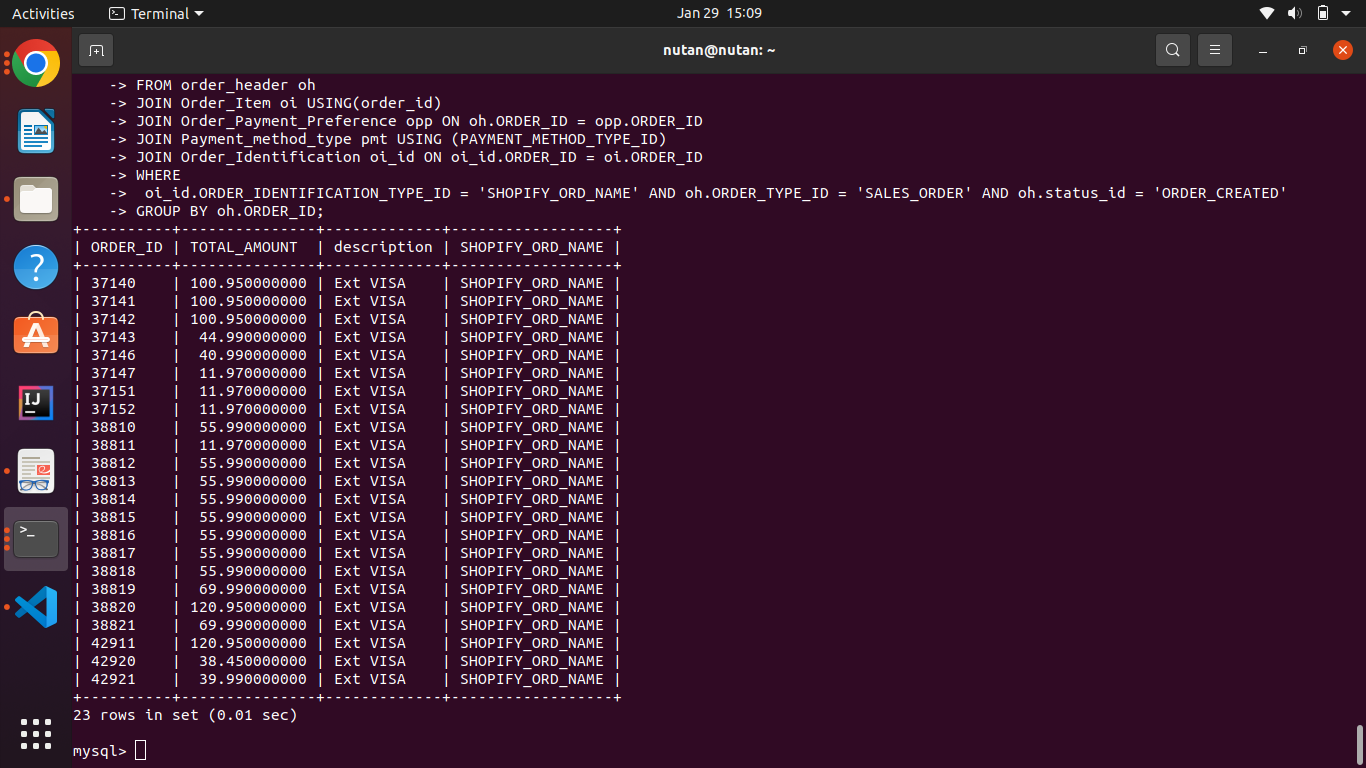 Activities Terminal Jan 29 15:09
nutan@nutan: ~
-> FROM order_header oh
-> JOIN Order_Item oi USING(order_id)
-> JOIN Order_Payment_Preference opp ON oh.ORDER_ID = opp.ORDER_ID
-> JOIN Payment_method_type pmt USING (PAYMENT_METHOD_TYPE_ID)
-> JOIN Order_Identification oi_id ON oi_id.ORDER_ID = oi.ORDER_ID
-> WHERE
->  oi_id.ORDER_IDENTIFICATION_TYPE_ID = 'SHOPIFY_ORD_NAME' AND oh.ORDER_TYPE_ID = 'SALES_ORDER' AND oh.status_id = 'ORDER_CREATED'
-> GROUP BY oh.ORDER_ID;
+----------+---------------+-------------+------------------+
| ORDER_ID | TOTAL_AMOUNT  | description | SHOPIFY_ORD_NAME |
+----------+---------------+-------------+------------------+
| 37140    | 100.950000000 | Ext VISA    | SHOPIFY_ORD_NAME |
| 37141    | 100.950000000 | Ext VISA    | SHOPIFY_ORD_NAME |
| 37142    | 100.950000000 | Ext VISA    | SHOPIFY_ORD_NAME |
| 37143    |  44.990000000 | Ext VISA    | SHOPIFY_ORD_NAME |
| 37146    |  40.990000000 | Ext VISA    | SHOPIFY_ORD_NAME |
| 37147    |  11.970000000 | Ext VISA    | SHOPIFY_ORD_NAME |
| 37151    |  11.970000000 | Ext VISA    | SHOPIFY_ORD_NAME |
| 37152    |  11.970000000 | Ext VISA    | SHOPIFY_ORD_NAME |
| 38810    |  55.990000000 | Ext VISA    | SHOPIFY_ORD_NAME |
| 38811    |  11.970000000 | Ext VISA    | SHOPIFY_ORD_NAME |
| 38812    |  55.990000000 | Ext VISA    | SHOPIFY_ORD_NAME |
| 38813    |  55.990000000 | Ext VISA    | SHOPIFY_ORD_NAME |
| 38814    |  55.990000000 | Ext VISA    | SHOPIFY_ORD_NAME |
| 38815    |  55.990000000 | Ext VISA    | SHOPIFY_ORD_NAME |
| 38816    |  55.990000000 | Ext VISA    | SHOPIFY_ORD_NAME |
| 38817    |  55.990000000 | Ext VISA    | SHOPIFY_ORD_NAME |
| 38818    |  55.990000000 | Ext VISA    | SHOPIFY_ORD_NAME |
| 38819    |  69.990000000 | Ext VISA    | SHOPIFY_ORD_NAME |
| 38820    | 120.950000000 | Ext VISA    | SHOPIFY_ORD_NAME |
| 38821    |  69.990000000 | Ext VISA    | SHOPIFY_ORD_NAME |
| 42911    | 120.950000000 | Ext VISA    | SHOPIFY_ORD_NAME |
| 42920    |  38.450000000 | Ext VISA    | SHOPIFY_ORD_NAME |
| 42921    |  39.990000000 | Ext VISA    | SHOPIFY_ORD_NAME |
+----------+---------------+-------------+------------------+
23 rows in set (0.01 sec)
mysql>